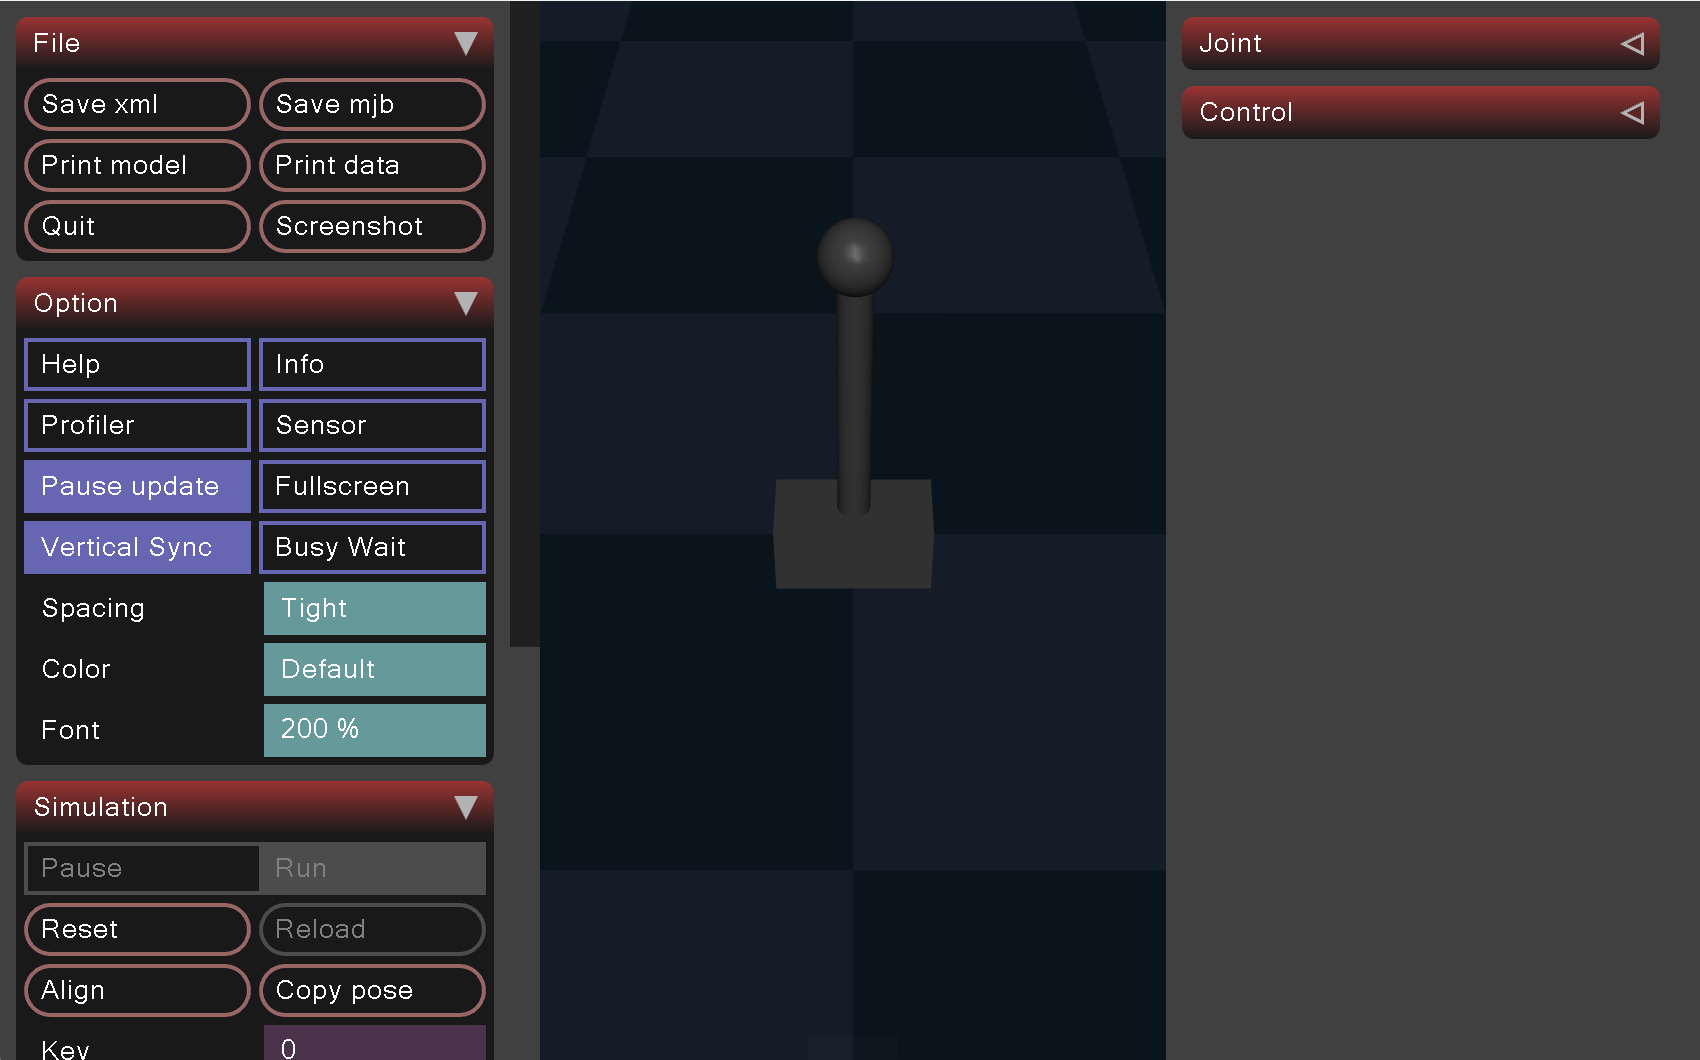 File
Save xml Save mjb
Print model Print data
Quit Screenshot
Option
Help Info
Profiler Sensor
Pause update Fullscreen
Vertical Sync Busy Wait
Spacing Tight
Color Default
Font 200 %
Simulation
Pause Run
Reset Reload
Align Copy pose
Key 0
Joint
Control